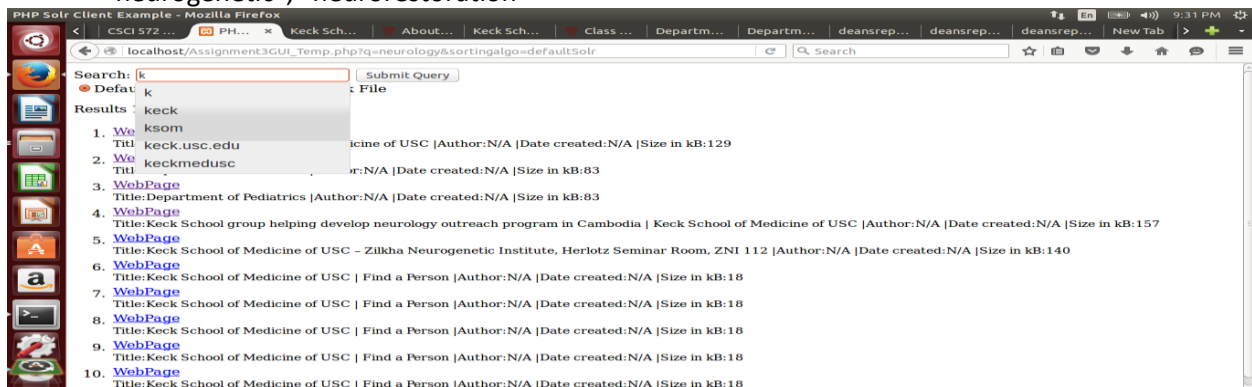 neurogenetic", "neurorestoration"
PHP Solr Client Example - Mozilla Firefox En 9:31 PM
CSCI 572 ... PH... × Keck Sch... About... Keck Sch... Class ... Departm... Departm... deansrep... deansrep... deansrep... New Tab
localhost/Assignment3GUI_Temp.php?q=neurology&sortingalgo=defaultSolr Search
Search: k Submit Query
Defau k File
k
Results
keck
ksom
keck.usc.edu
keckmedusc
1. We
Titl icine of USC |Author:N/A |Date created:N/A |Size in kB:129
2. We
Titl or:N/A |Date created:N/A |Size in kB:83
3. WebPage
Title:Department of Pediatrics |Author:N/A |Date created:N/A |Size in kB:83
4. WebPage
Title:Keck School group helping develop neurology outreach program in Cambodia | Keck School of Medicine of USC |Author:N/A |Date created:N/A |Size in kB:157
5. WebPage
Title:Keck School of Medicine of USC – Zilkha Neurogenetic Institute, Herlotz Seminar Room, ZNI 112 |Author:N/A |Date created:N/A |Size in kB:140
6. WebPage
Title:Keck School of Medicine of USC | Find a Person |Author:N/A |Date created:N/A |Size in kB:18
7. WebPage
Title:Keck School of Medicine of USC | Find a Person |Author:N/A |Date created:N/A |Size in kB:18
8. WebPage
Title:Keck School of Medicine of USC | Find a Person |Author:N/A |Date created:N/A |Size in kB:18
9. WebPage
Title:Keck School of Medicine of USC | Find a Person |Author:N/A |Date created:N/A |Size in kB:18
10. WebPage
Title:Keck School of Medicine of USC | Find a Person |Author:N/A |Date created:N/A |Size in kB:18